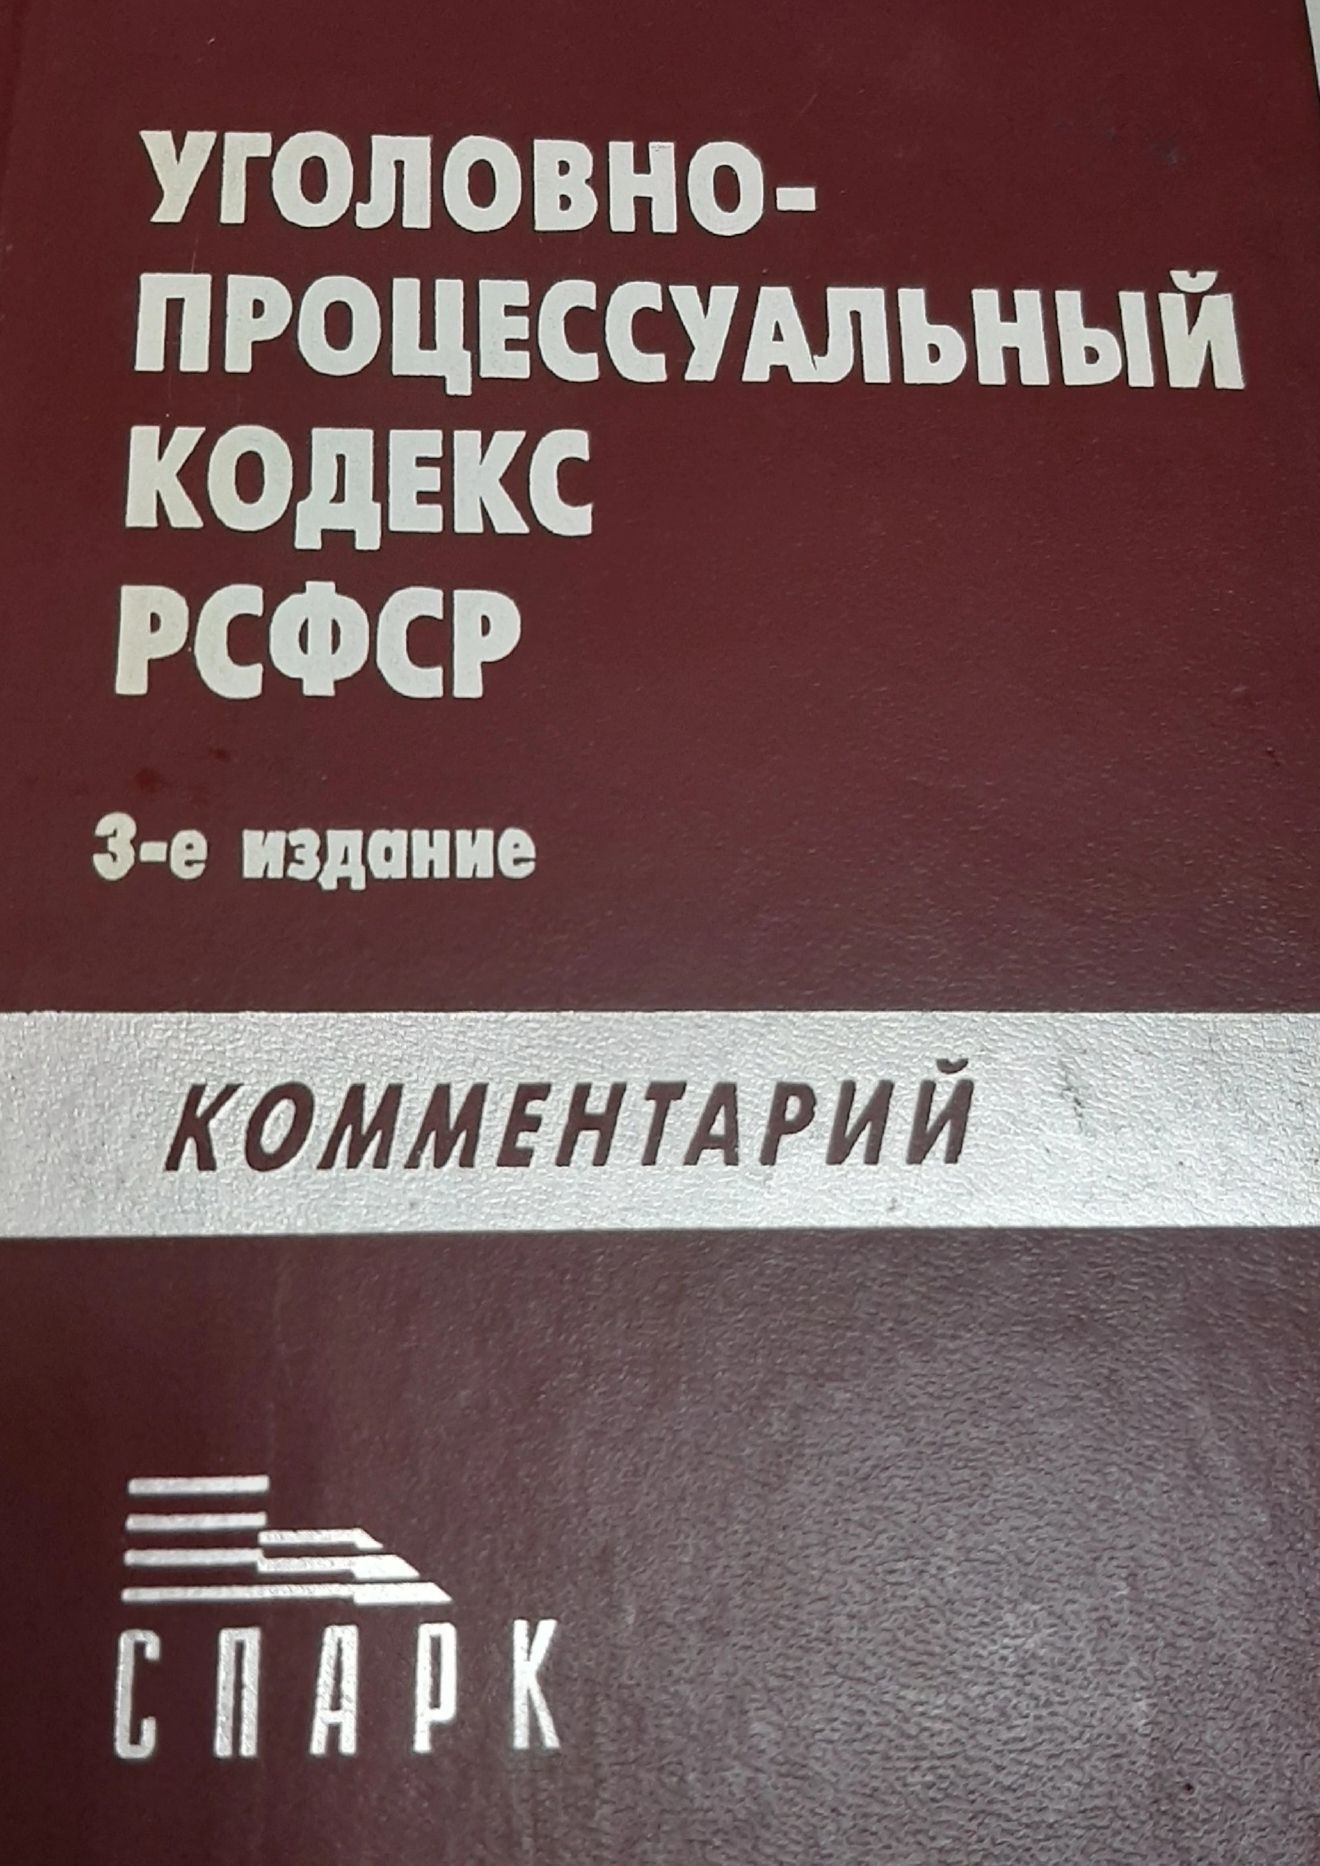 УГОЛОВНО-
ПРОЦЕССУАЛЬНЫЙ
КОДЕКС
РСФСР
3-е издание
КОММЕНТАРИЙ
СПАРК